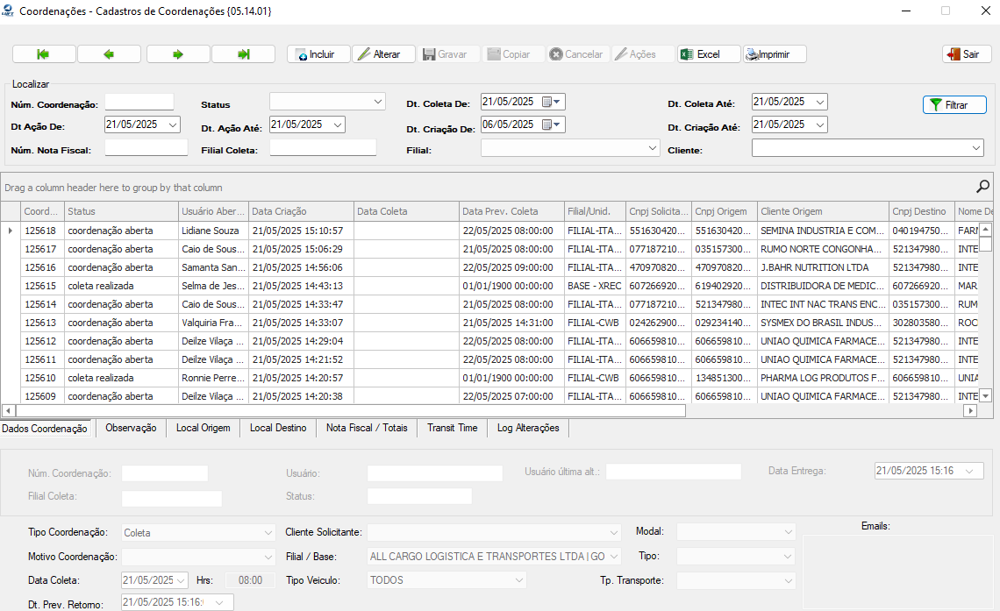 Coordenações - Cadastros de Coordenações {05.14.01}
Incluir Alterar Gravar Copiar Cancelar Ações Excel Imprimir Sair
Localizar
Núm. Coordenação: Status Dt. Coleta De: 21/05/2025 Dt. Coleta Até: 21/05/2025 Filtrar
Dt Ação De: 21/05/2025 Dt. Ação Até: 21/05/2025 Dt. Criação De: 06/05/2025 Dt. Criação Até: 21/05/2025
Núm. Nota Fiscal: Filial Coleta: Filial: Cliente:
Drag a column header here to group by that column
Coord... Status Usuário Aber... Data Criação Data Coleta Data Prev. Coleta Filial/Unid. Cnpj Solicita... Cnpj Origem Cliente Origem Cnpj Destino Nome De
125618 coordenação aberta Lidiane Souza 21/05/2025 15:10:57 22/05/2025 08:00:00 FILIAL-ITA... 551630420... 551630420... SEMINA INDUSTRIA E COM... 040194750... FARM
125617 coordenação aberta Caio de Sous... 21/05/2025 15:06:29 21/05/2025 08:00:00 FILIAL-ITA... 077187210... 035157300... RUMO NORTE CONGONHA... 521347980... INTE
125616 coordenação aberta Samanta San... 21/05/2025 14:56:06 22/05/2025 09:00:00 FILIAL-ITA... 470970820... 470970820... J.BAHR NUTRITION LTDA 521347980... INTE
125615 coleta realizada Selma de Jes... 21/05/2025 14:43:13 01/01/1900 00:00:00 BASE - XREC 607266920... 619402920... DISTRIBUIDORA DE MEDIC... 607266920... MAR
125614 coordenação aberta Caio de Sous... 21/05/2025 14:33:47 21/05/2025 08:00:00 FILIAL-ITA... 077187210... 521347980... INTEC INT NAC TRANS ENC... 035157300... RUM
125613 coordenação aberta Valquiria Fra... 21/05/2025 14:33:07 21/05/2025 14:31:00 FILIAL-CWB 024262900... 029234140... SYSMEX DO BRASIL INDUS... 302803580... ROC
125612 coordenação aberta Deilze Vilaça ... 21/05/2025 14:29:04 22/05/2025 08:00:00 FILIAL-ITA... 606659810... 606659810... UNIAO QUIMICA FARMACE... 521347980... INTE
125611 coordenação aberta Deilze Vilaça ... 21/05/2025 14:21:52 22/05/2025 08:00:00 FILIAL-ITA... 606659810... 606659810... UNIAO QUIMICA FARMACE... 521347980... INTE
125610 coleta realizada Ronnie Perre... 21/05/2025 14:20:57 01/01/1900 00:00:00 FILIAL-CWB 606659810... 134851300... PHARMA LOG PRODUTOS F... 606659810... UNIA
125609 coordenação aberta Deilze Vilaça ... 21/05/2025 14:20:38 22/05/2025 07:00:00 FILIAL-ITA... 606659810... 606659810... UNIAO QUIMICA FARMACE... 521347980... INTE
Dados Coordenação Observação Local Origem Local Destino Nota Fiscal / Totais Transit Time Log Alterações
Núm. Coordenação: Usuário: Usuário última alt.: Data Entrega: 21/05/2025 15:16
Filial Coleta: Status:
Tipo Coordenação: Coleta Cliente Solicitante: Modal: Emails:
Motivo Coordenação: Filial / Base: ALL CARGO LOGISTICA E TRANSPORTES LTDA | GO Tipo:
Data Coleta: 21/05/2025 Hrs: 08:00 Tipo Veiculo: TODOS Tp. Transporte:
Dt. Prev. Retorno: 21/05/2025 15:16: